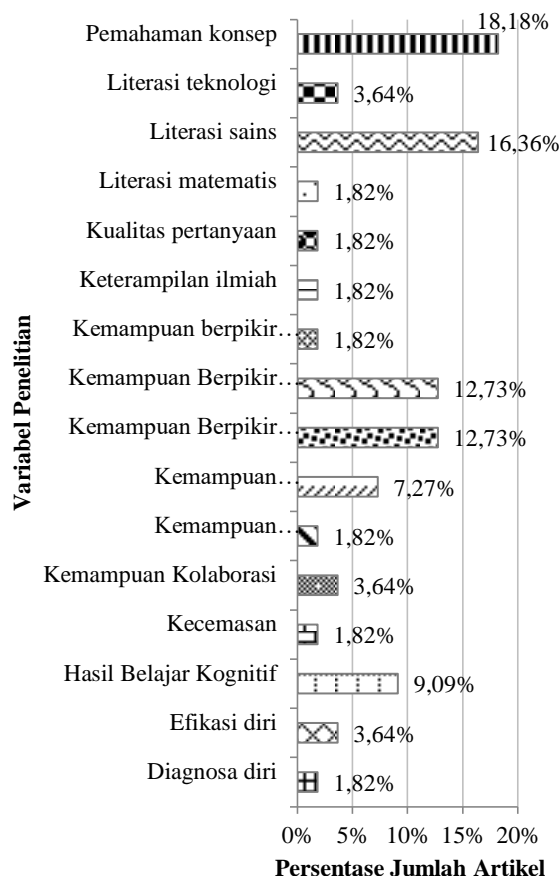 Pemahaman konsep
18,18%
Literasi teknologi
3,64%
Literasi sains
16,36%
Literasi matematis
1,82%
Kualitas pertanyaan
1,82%
Keterampilan ilmiah
1,82%
Kemampuan berpikir…
1,82%
Kemampuan Berpikir…
12,73%
Kemampuan Berpikir…
12,73%
Kemampuan…
7,27%
Kemampuan…
1,82%
Kemampuan Kolaborasi
3,64%
Kecemasan
1,82%
Hasil Belajar Kognitif
9,09%
Efikasi diri
3,64%
Diagnosa diri
1,82%
Variabel Penelitian
0% 5% 10% 15% 20%
Persentase Jumlah Artikel